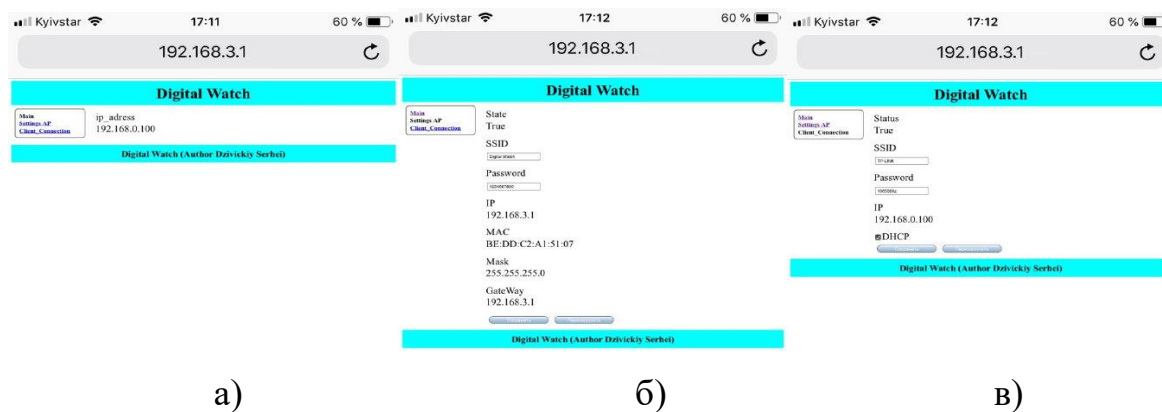 Kyivstar 17:11 60 %
192.168.3.1
Digital Watch
Main
Settings AP
Client_Connection
ip_adress
192.168.0.100
Digital Watch (Author Dzivickiy Serhei)
а)
Kyivstar 17:12 60 %
192.168.3.1
Digital Watch
Main
Settings AP
Client_Connection
State
True
SSID
Digital Watch
Password
IP
192.168.3.1
MAC
BE:DD:C2:A1:51:07
Mask
255.255.255.0
GateWay
192.168.3.1
Digital Watch (Author Dzivickiy Serhei)
б)
Kyivstar 17:12 60 %
192.168.3.1
Digital Watch
Main
Settings AP
Client_Connection
Status
True
SSID
TP-LINK
Password
IP
192.168.0.100
DHCP
Digital Watch (Author Dzivickiy Serhei)
в)